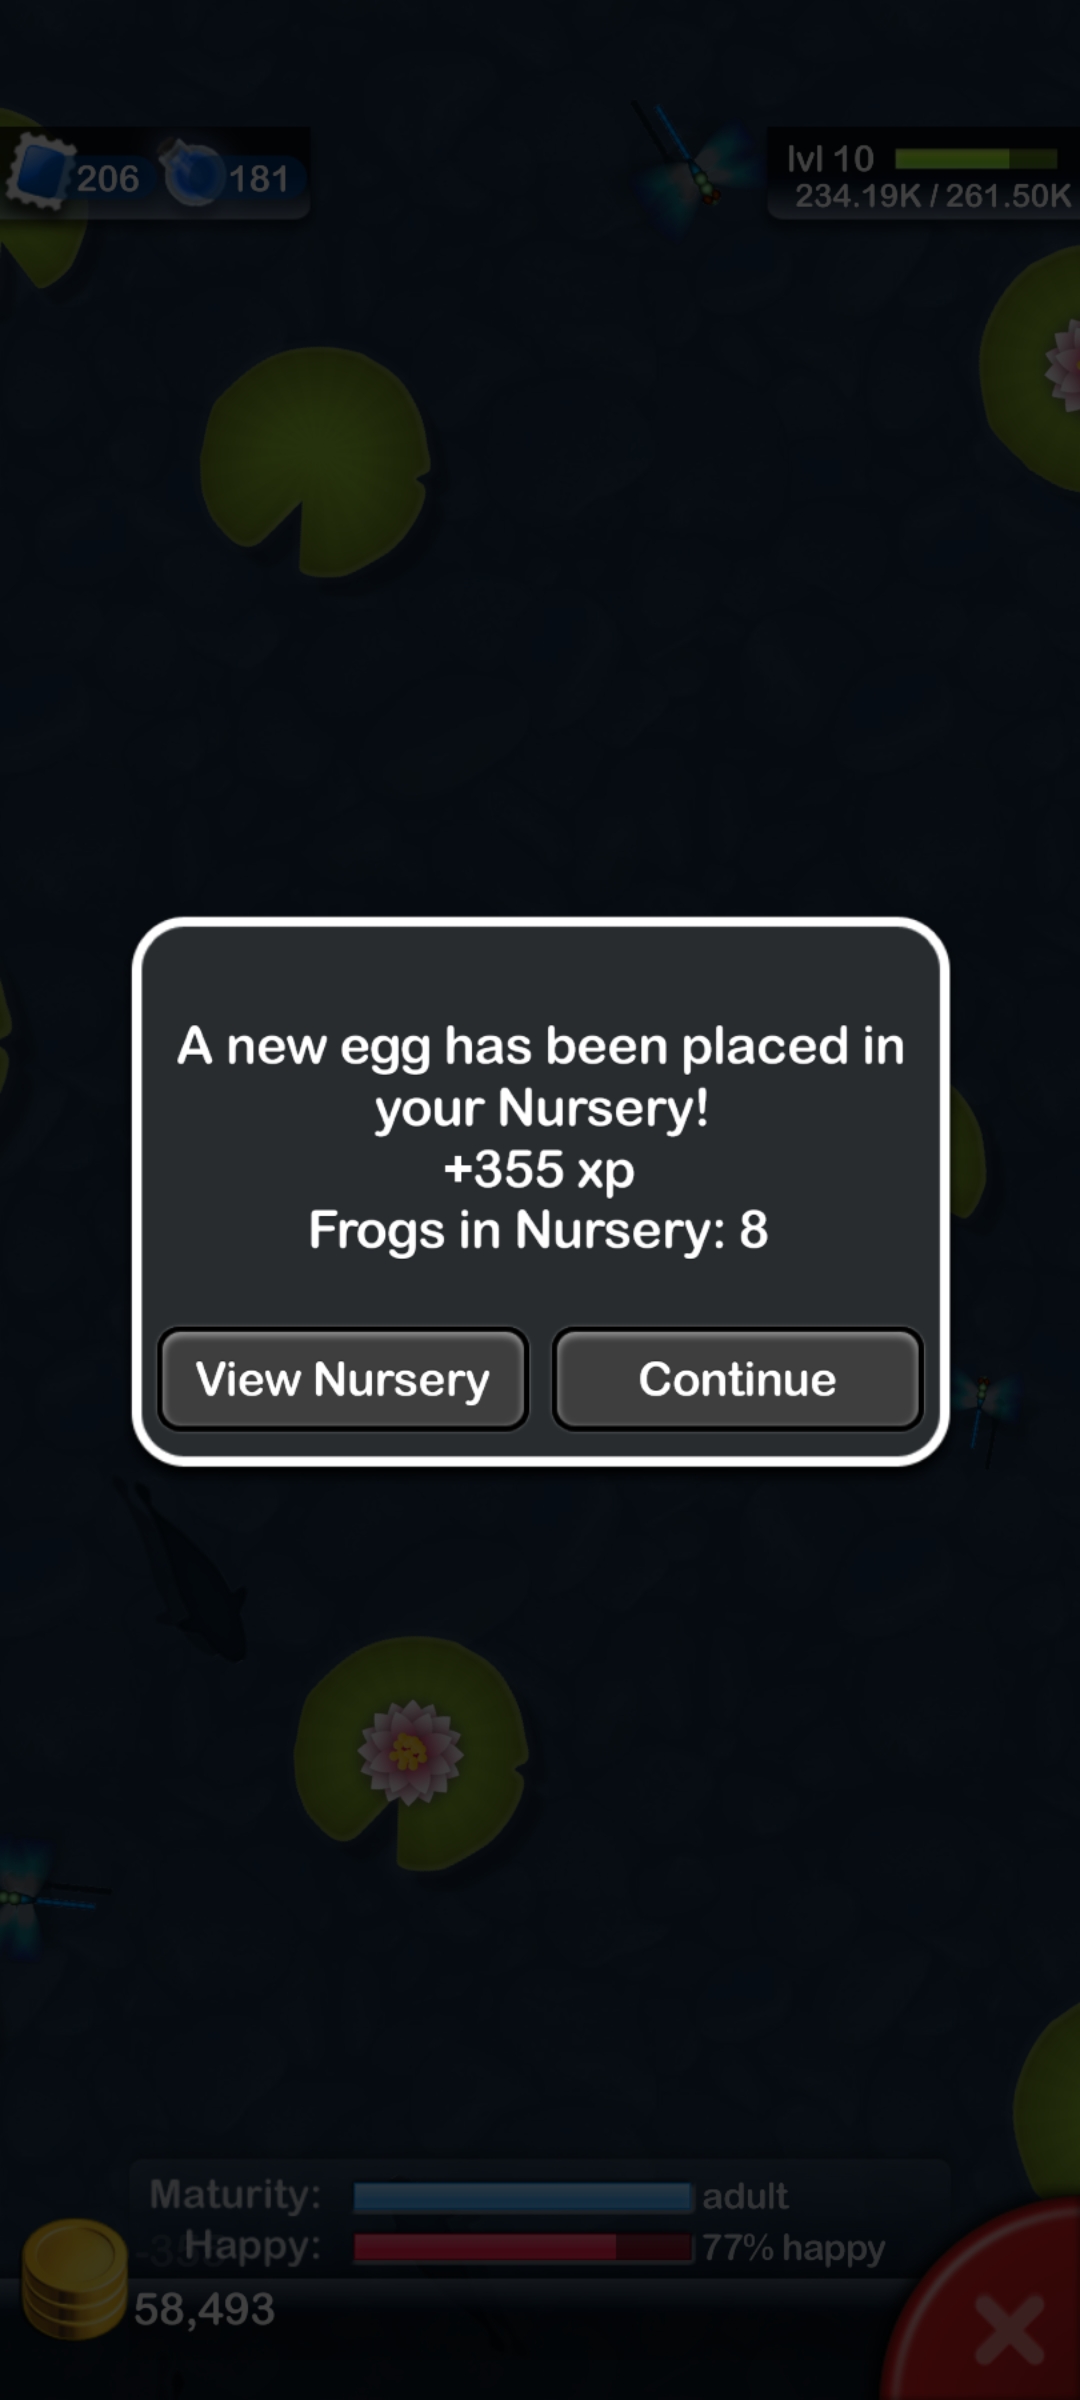 206 181
lvl 10
234.19K / 261.50K
A new egg has been placed in
your Nursery!
+355 xp
Frogs in Nursery: 8
View Nursery Continue
Maturity: adult
Happy: 77% happy
58,493